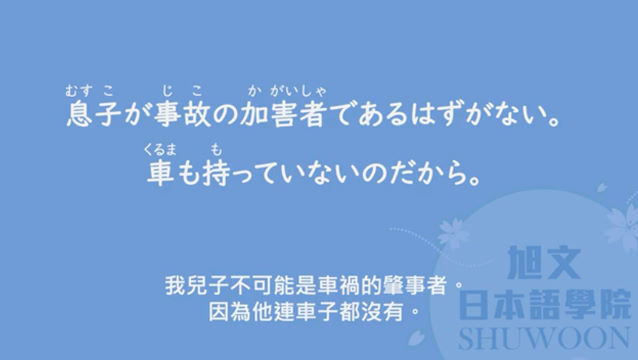 むす こ じ こ か がいしゃ
息子が事故の加害者であるはずがない。
くるま も
車も持っていないのだから。
我兒子不可能是車禍的肇事者。
因為他連車子都沒有。
旭文
日本語學院
SHUWOON